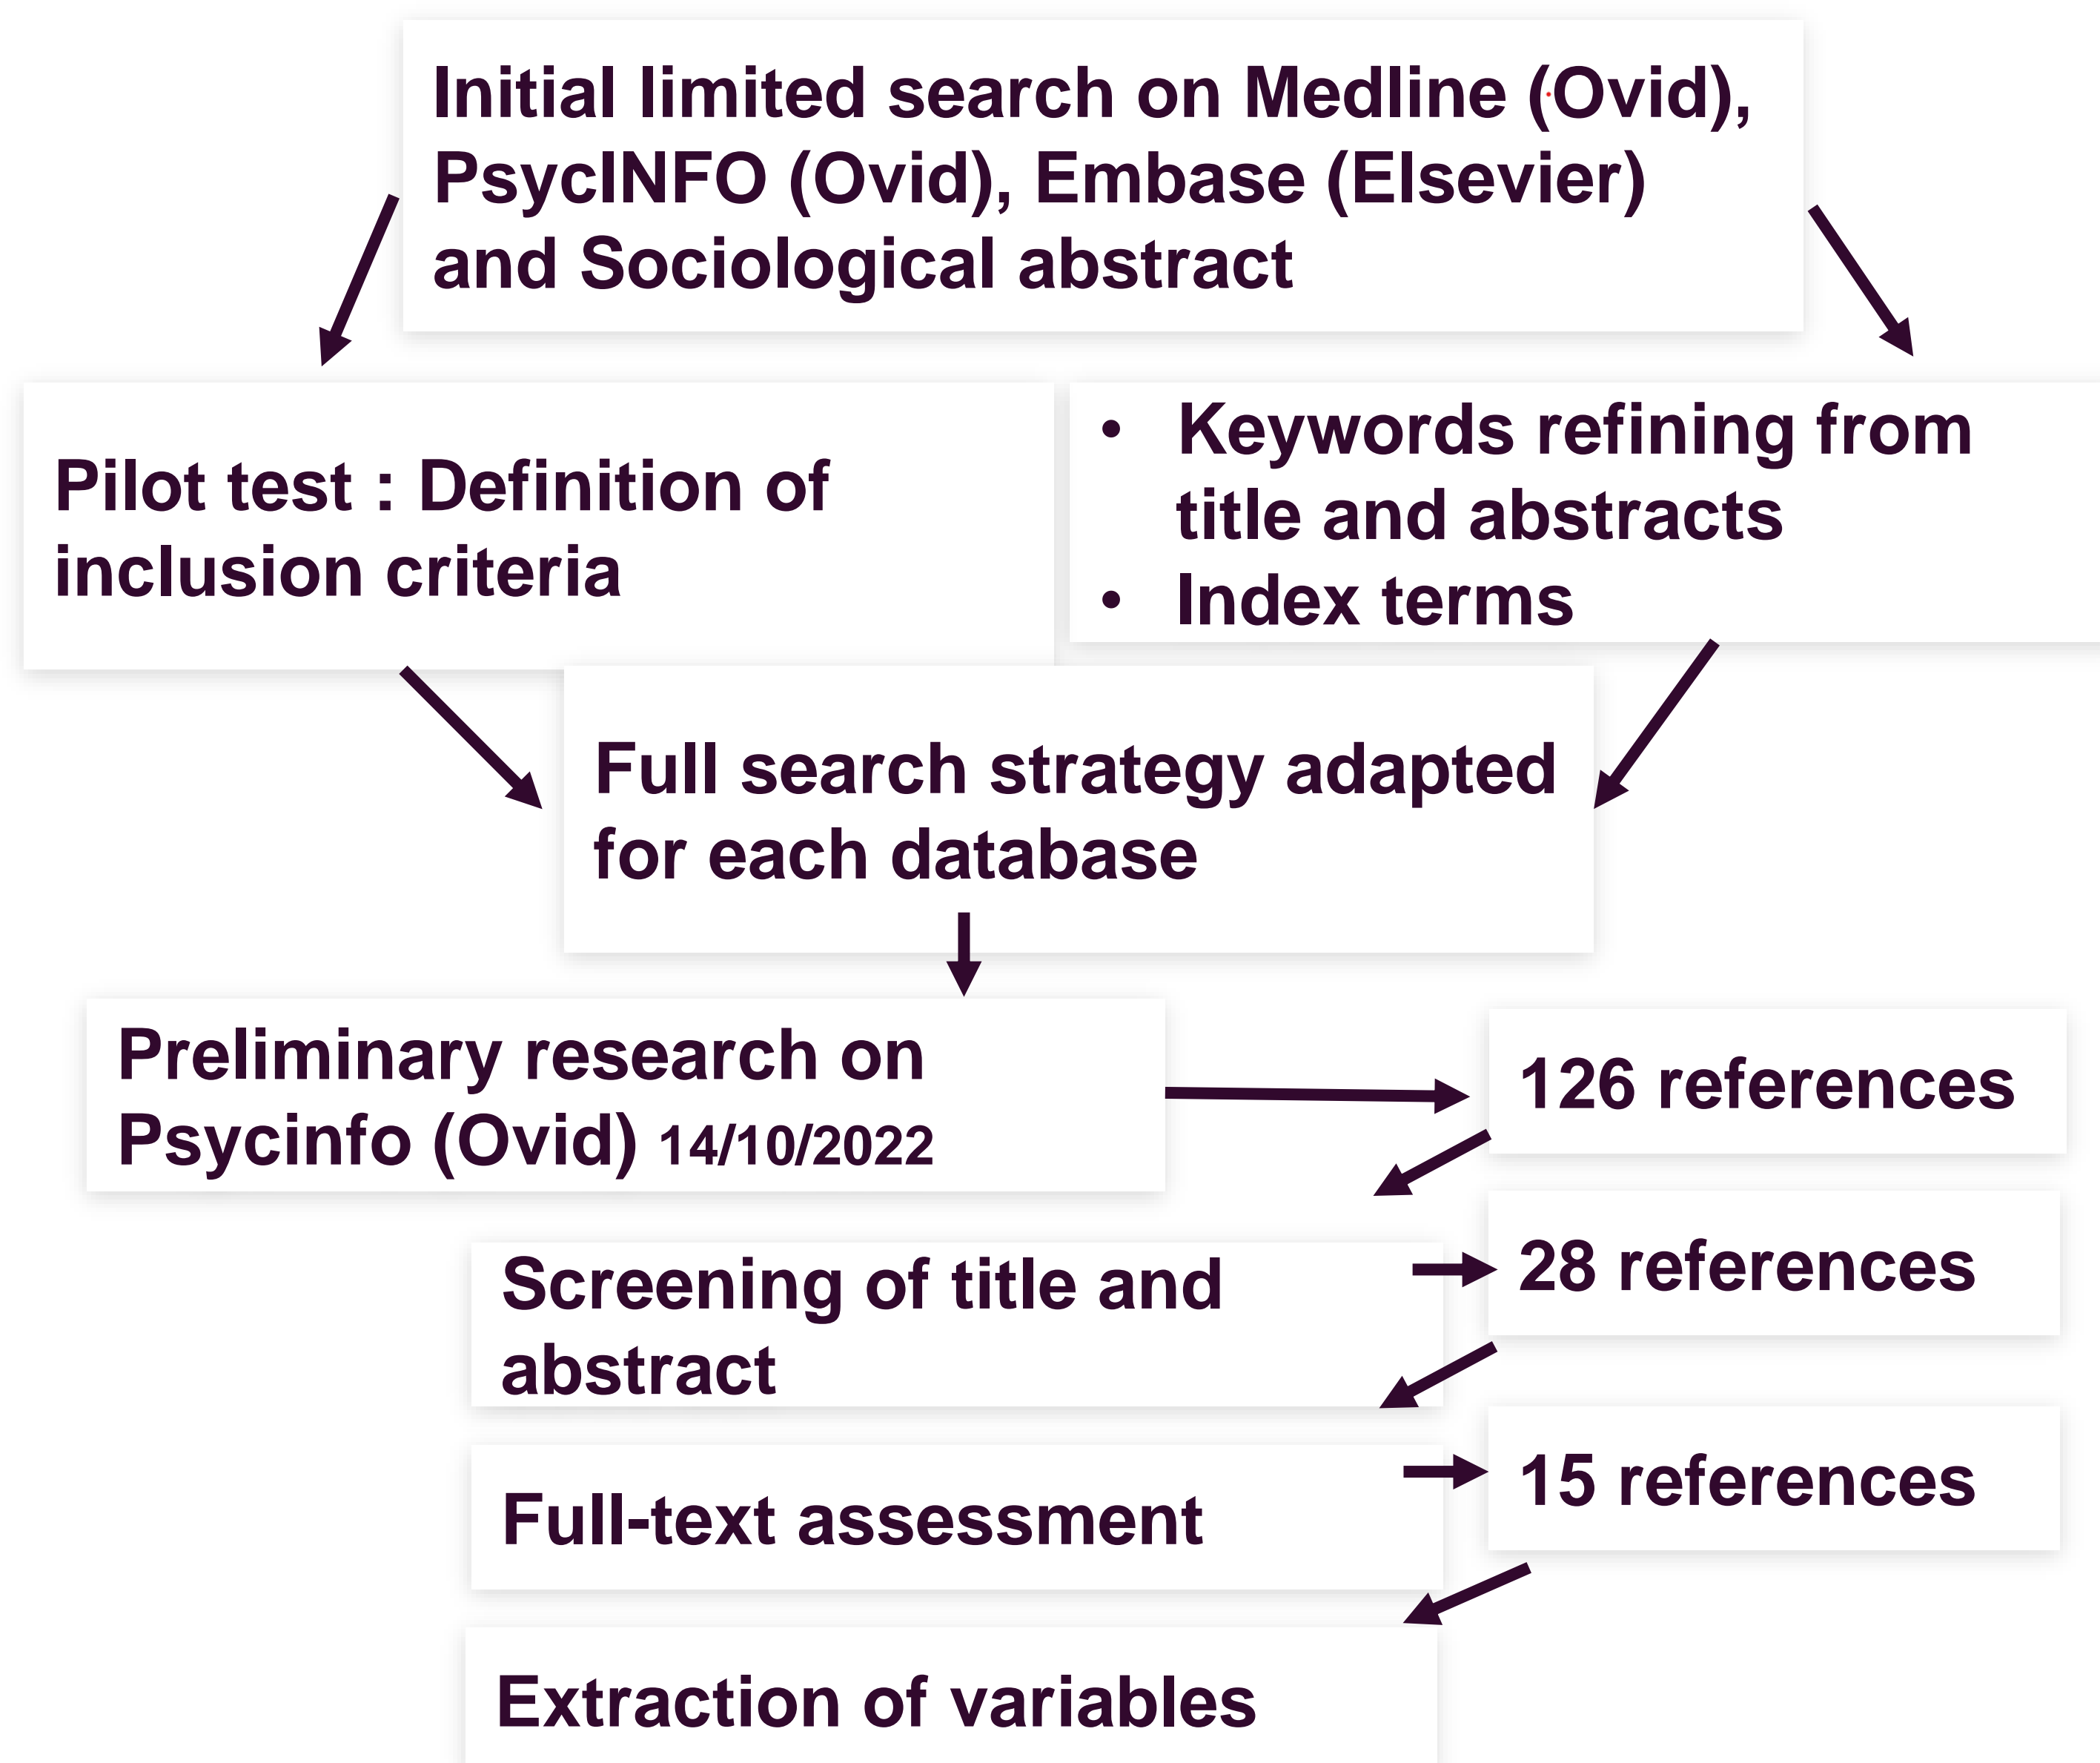 Initial limited search on Medline (Ovid),
PsycINFO (Ovid), Embase (Elsevier)
and Sociological abstract
Pilot test : Definition of
inclusion criteria
• Keywords refining from
title and abstracts
• Index terms
Full search strategy adapted
for each database
Preliminary research on
Psycinfo (Ovid) 14/10/2022
126 references
Screening of title and
abstract
28 references
Full-text assessment
15 references
Extraction of variables